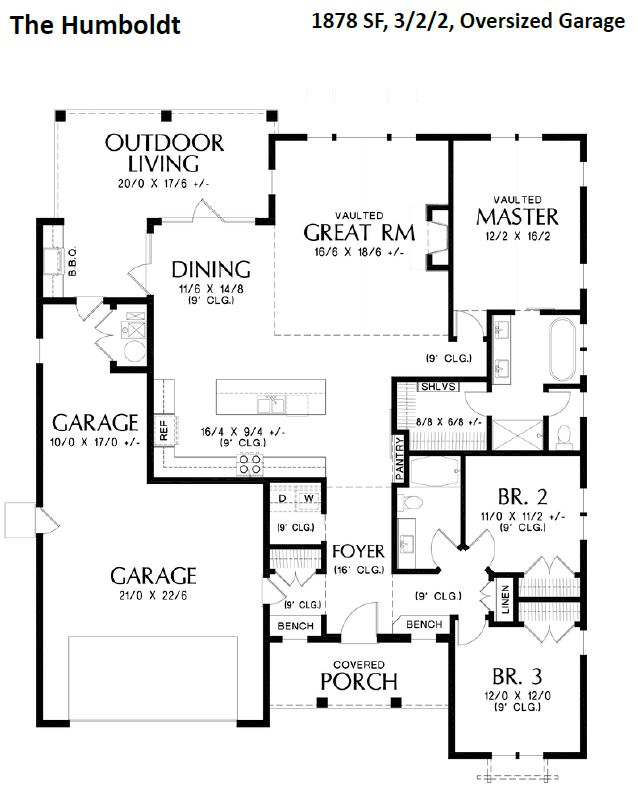 The Humboldt
1878 SF, 3/2/2, Oversized Garage
OUTDOOR
LIVING
20/0 X 17/6 +/-
VAULTED
GREAT RM
16/6 X 18/6 +/-
VAULTED
MASTER
12/2 X 16/2
B.B.Q.
DINING
11/6 X 14/8
(9' CLG.)
(9' CLG.)
SHLVS
8/8 X 6/8 +/-
GARAGE
10/0 X 17/0 +/-
REF
16/4 X 9/4 +/-
(9' CLG.)
PANTRY
BR. 2
11/0 X 11/2 +/-
(9' CLG.)
D W
(9' CLG.)
FOYER
(16' CLG.)
GARAGE
21/0 X 22/6
(9' CLG.)
BENCH
(9' CLG.)
BENCH
LINEN
COVERED
PORCH
BR. 3
12/0 X 12/0
(9' CLG.)